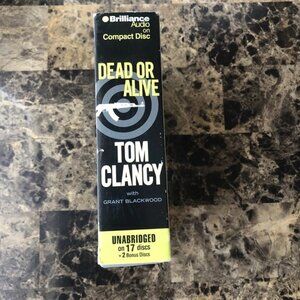 Brilliance
Audio
on
Compact Disc
DEAD OR
ALIVE
TOM
CLANCY
with
GRANT BLACKWOOD
UNABRIDGED
on 17 discs
+ 2 Bonus Discs